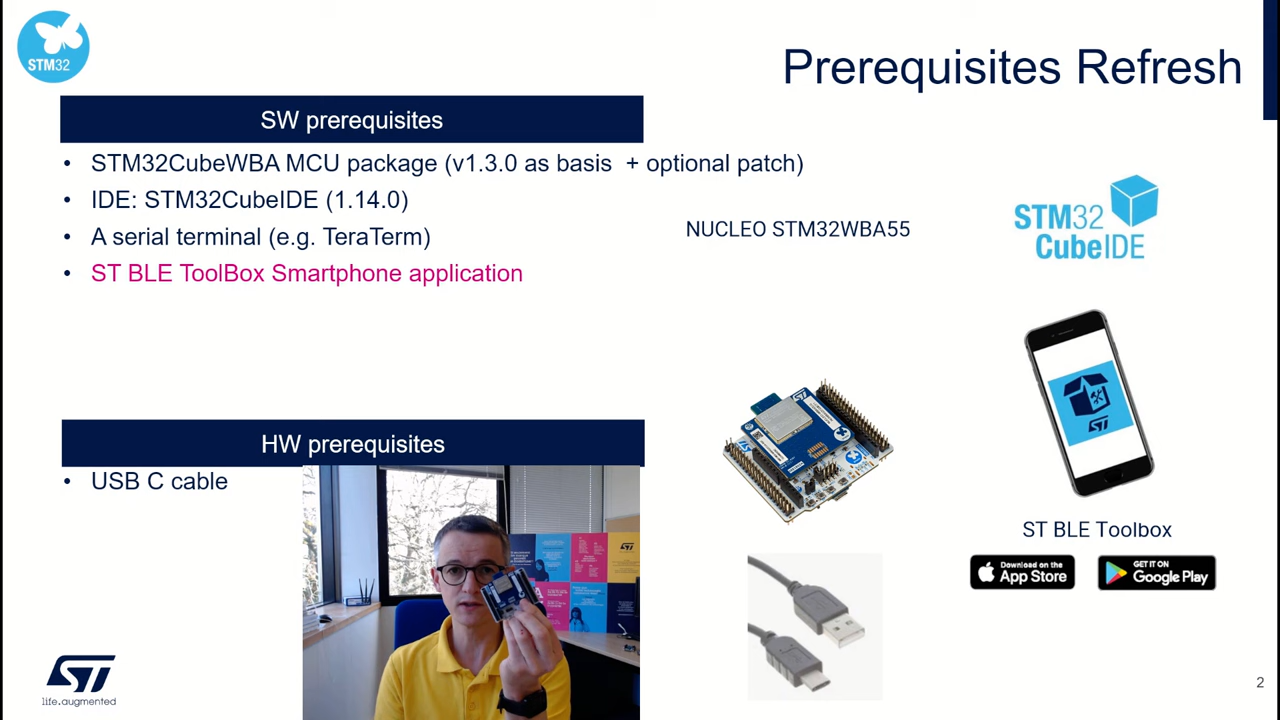 STM32
Prerequisites Refresh
SW prerequisites
• STM32CubeWBA MCU package (v1.3.0 as basis + optional patch)
• IDE: STM32CubeIDE (1.14.0)
• A serial terminal (e.g. TeraTerm)
• ST BLE ToolBox Smartphone application
NUCLEO STM32WBA55
STM32
CubeIDE
HW prerequisites
• USB C cable
ST BLE Toolbox
Download on the
App Store
GET IT ON
Google Play
ST
life.augmented
2